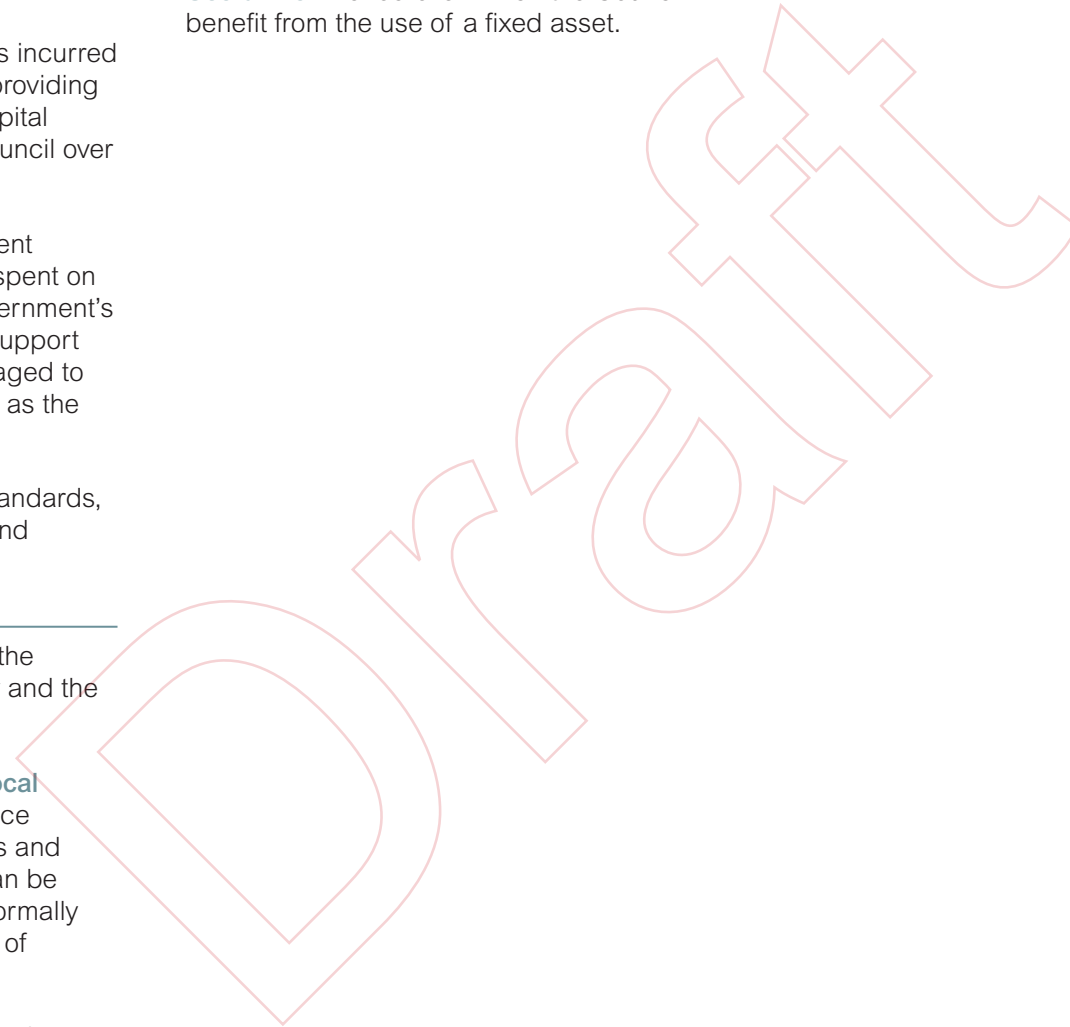 s incurred
providing
pital
uncil over
ent
spent on
ernment's
upport
aged to
as the
andards,
nd
the
and the
ocal
ce
s and
an be
ormally
of
benefit from the use of a fixed asset.
Draft